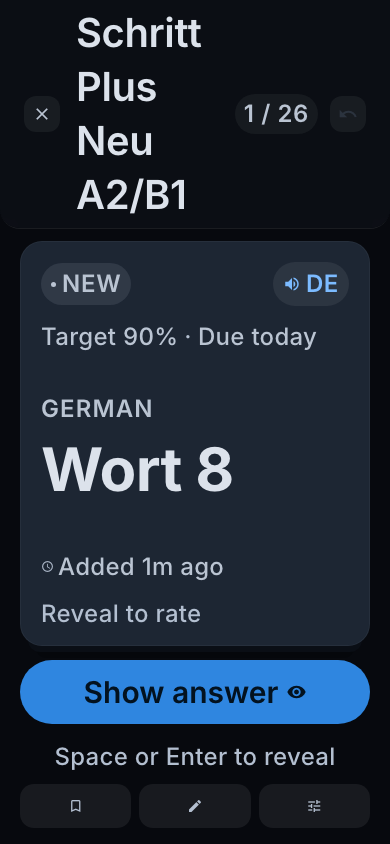 Schritt
Plus
Neu
A2/B1
1 / 26
• NEW
DE
Target 90% · Due today
GERMAN
Wort 8
Added 1m ago
Reveal to rate
Show answer
Space or Enter to reveal